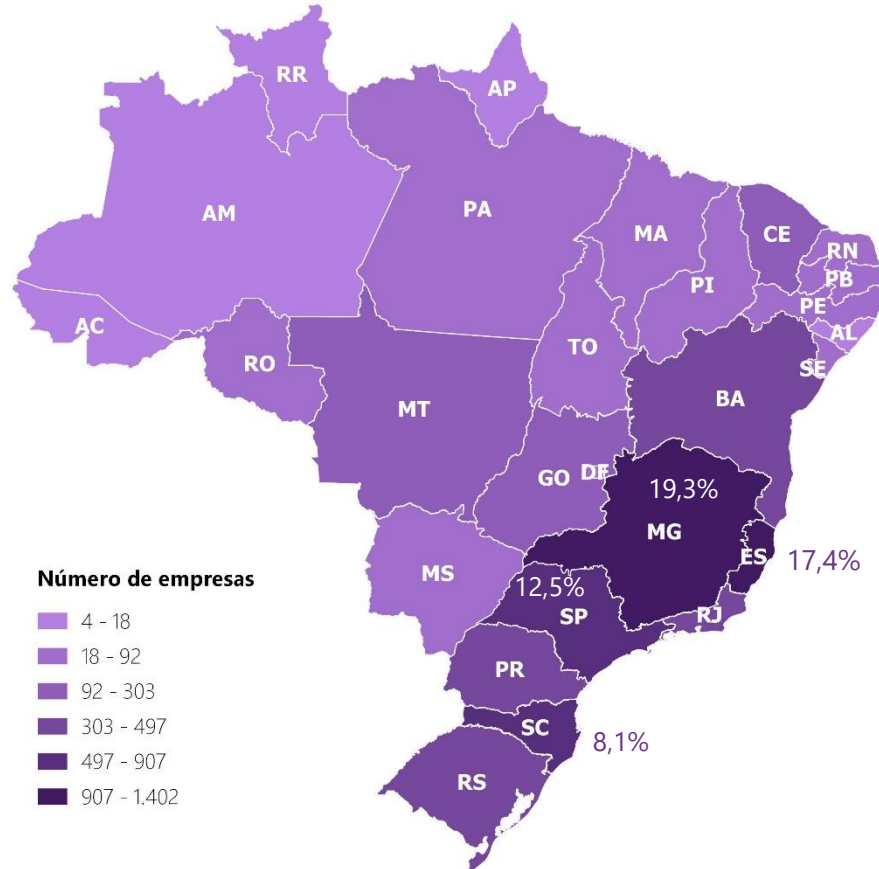 RR
AP
AM
PA
MA
CE
RN
PB
PI
PE
AC
AL
TO
RO
SE
BA
MT
GO
DF
19,3%
MG
ES
17,4%
MS
12,5%
SP
RJ
PR
SC
8,1%
RS
Número de empresas
4 - 18
18 - 92
92 - 303
303 - 497
497 - 907
907 - 1.402